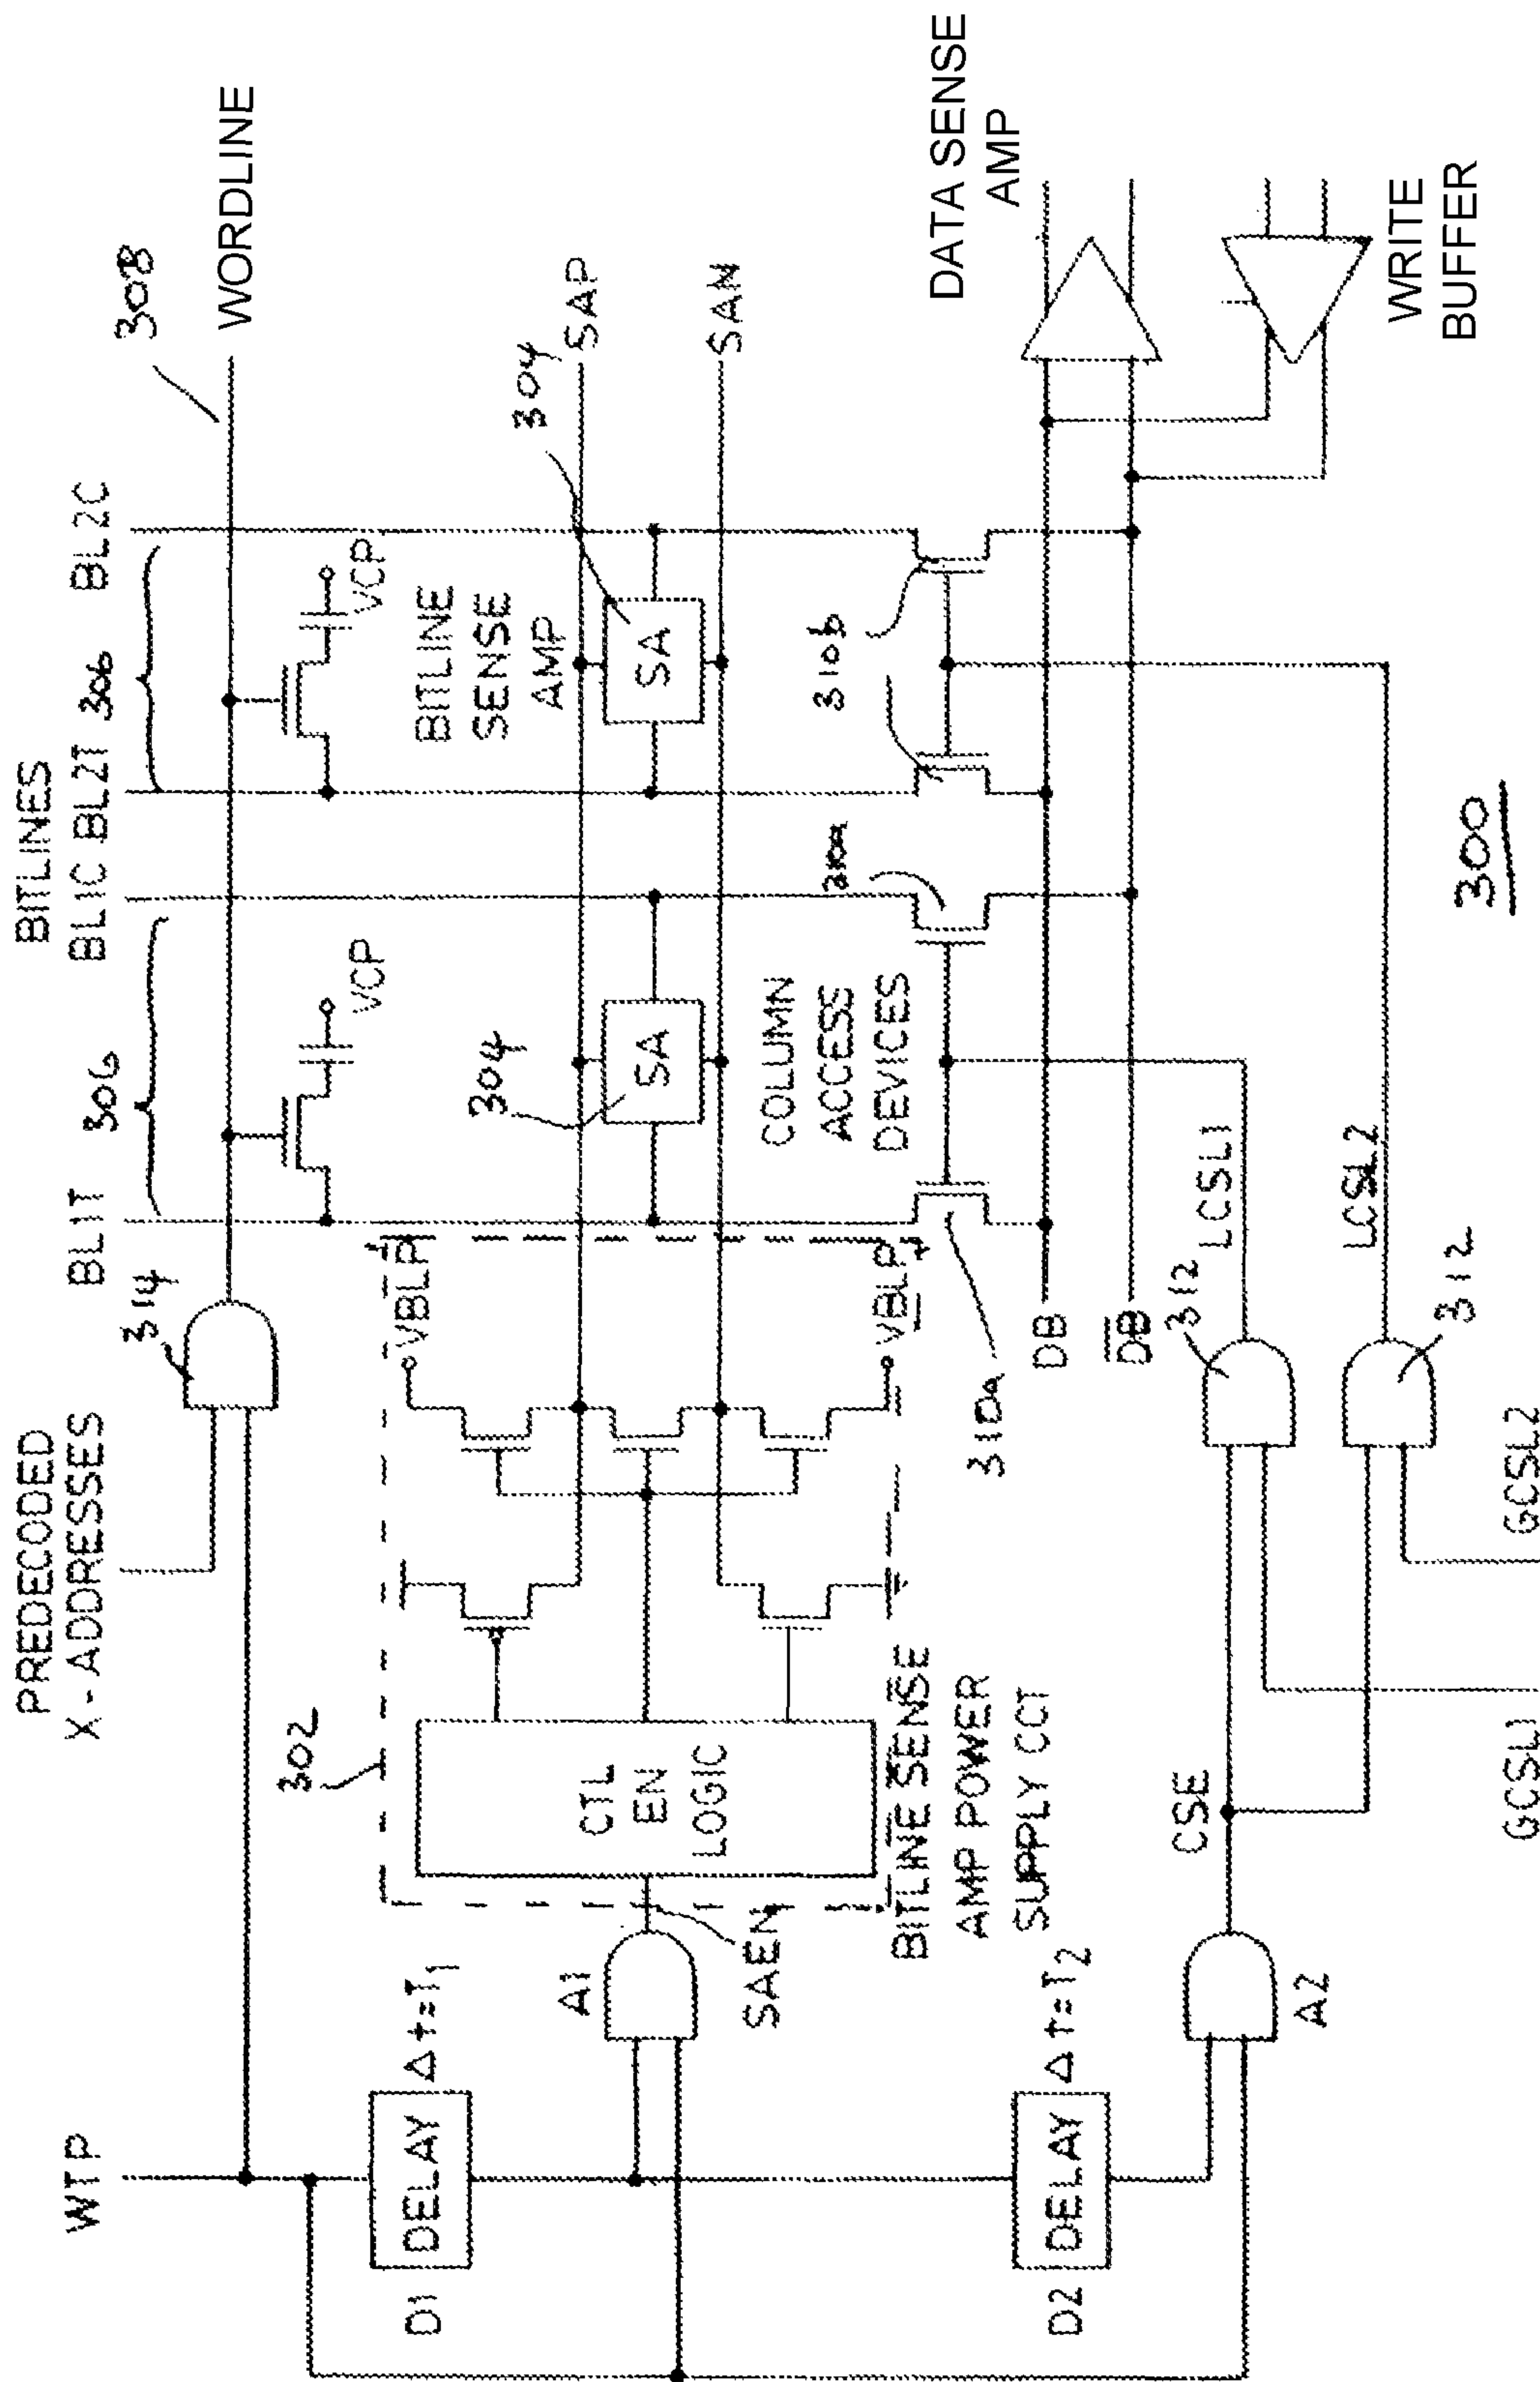 WTP
PREDECODED
X-ADDRESSES
BITLINES
BL1T
BL1C
BL2T
BL2C
306
306
308
WORDLINE
314
VCP
VCP
302
D1
DELAY
Δt=T1
A1
SAEN
CTL
EN
LOGIC
VBLP
VBLP
BITLINE SENSE
AMP POWER
SUPPLY CCT
BITLINE
SENSE
AMP
304
SA
304
SA
SAP
SAN
COLUMN
ACCESS
DEVICES
310a
310a
310b
DATA SENSE
AMP
WRITE
BUFFER
DB
DB
D2
DELAY
Δt=T2
A2
CSE
312
LCSL1
312
LCSL2
GCSL1
GCSL2
300